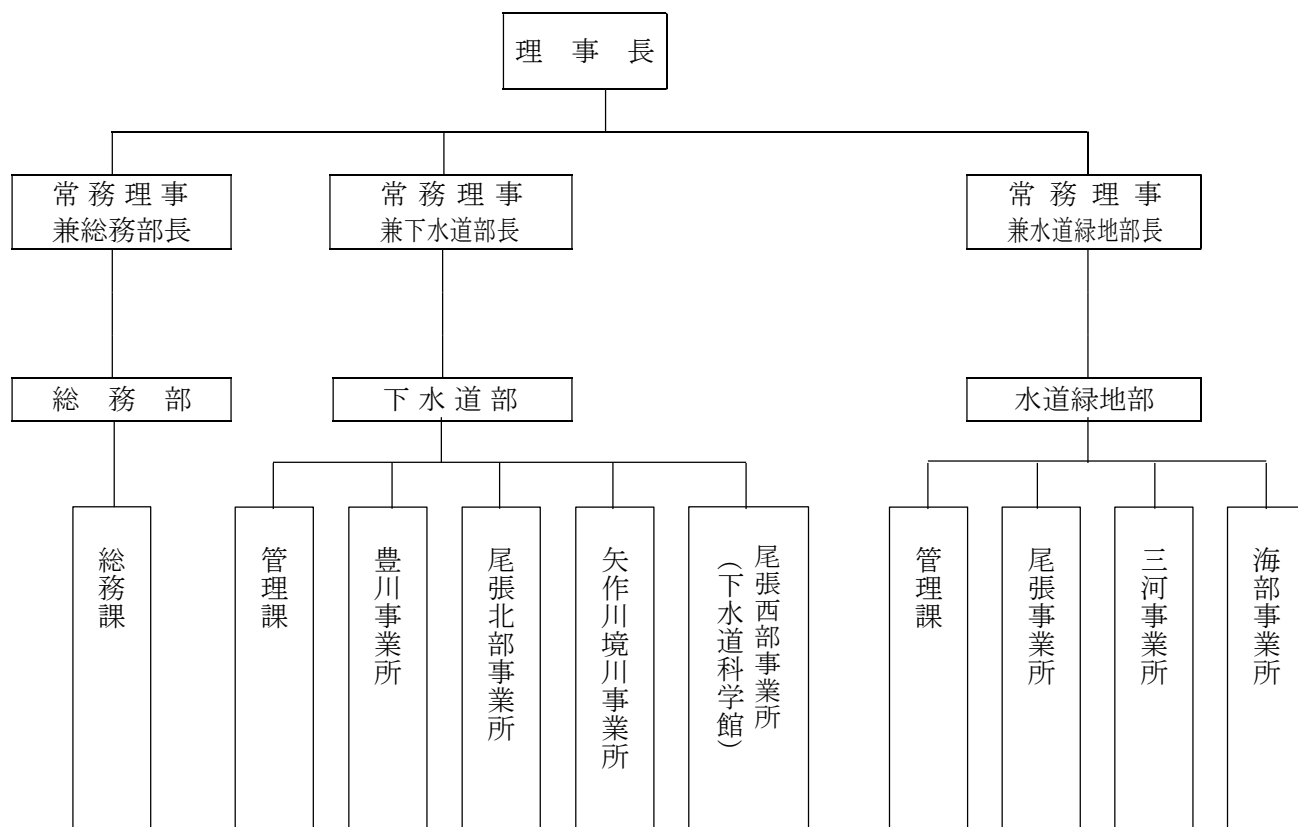 理 事 長
常 務 理 事
兼総務部長
常 務 理 事
兼下水道部長
常 務 理 事
兼水道緑地部長
総 務 部
下 水 道 部
水道緑地部
総務課
管理課
豊川事業所
尾張北部事業所
矢作川境川事業所
尾張西部事業所
(下水道科学館)
管理課
尾張事業所
三河事業所
海部事業所